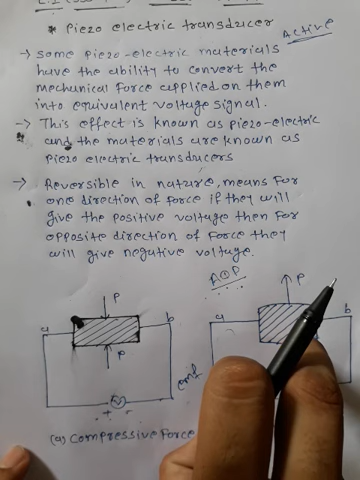 * Piezo electric transducer
Active
→ some Piezo-electric materials
have the ability to convert the
mechanical force applied on them
into equivalent voltage signal.
→ This effect is known as piezo-electric
and the materials are known as
piezo electric transducers
→ Reversible in nature, means for
one direction of force if they will
give the positive voltage then for
opposite direction of force they
will give negative voltage.
P
a
b
P
+ -
(a) compressive force
P
a
b
emf